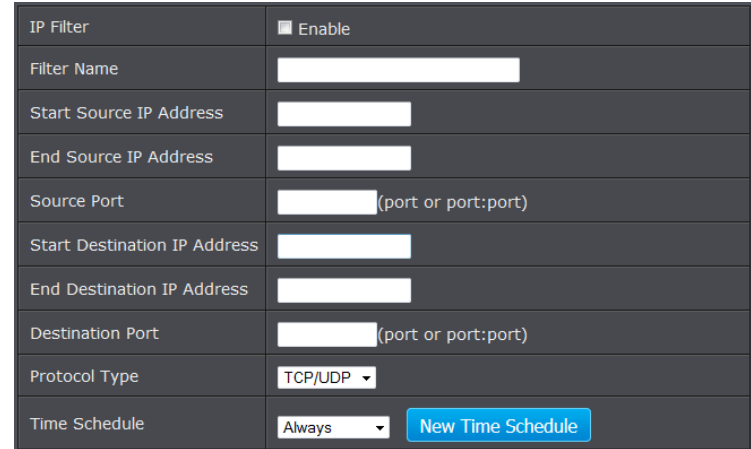 IP Filter Enable
Filter Name
Start Source IP Address
End Source IP Address
Source Port (port or port:port)
Start Destination IP Address
End Destination IP Address
Destination Port (port or port:port)
Protocol Type TCP/UDP
Time Schedule Always New Time Schedule